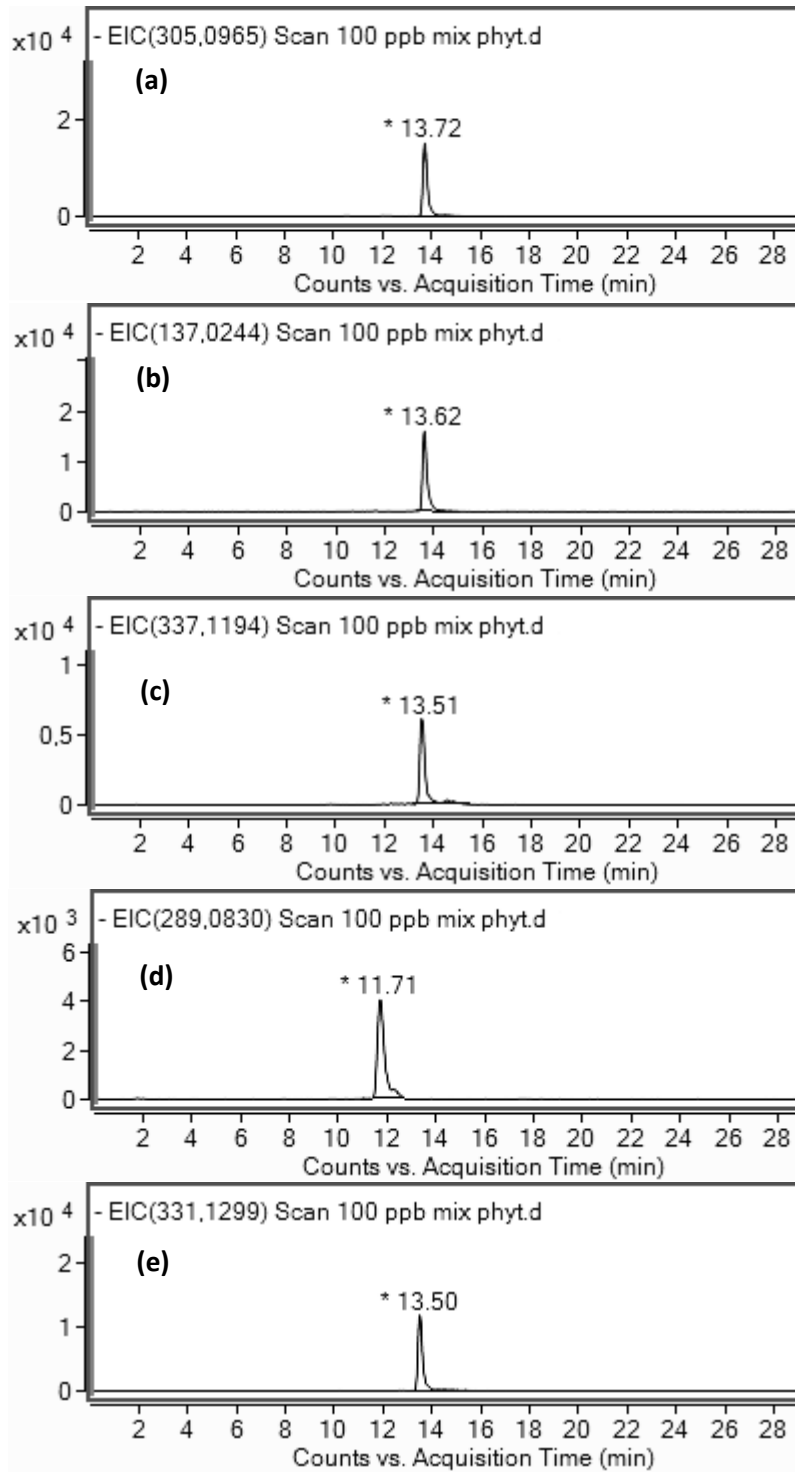 x10 4
- EIC(305,0965) Scan 100 ppb mix phyt.d
(a)
* 13.72
2
0
2 4 6 8 10 12 14 16 18 20 22 24 26 28
Counts vs. Acquisition Time (min)
x10 4
- EIC(137,0244) Scan 100 ppb mix phyt.d
(b)
* 13.62
2
1
0
2 4 6 8 10 12 14 16 18 20 22 24 26 28
Counts vs. Acquisition Time (min)
x10 4
- EIC(337,1194) Scan 100 ppb mix phyt.d
1
(c)
* 13.51
0,5
0
2 4 6 8 10 12 14 16 18 20 22 24 26 28
Counts vs. Acquisition Time (min)
x10 3
- EIC(289,0830) Scan 100 ppb mix phyt.d
6
(d)
* 11.71
4
2
0
2 4 6 8 10 12 14 16 18 20 22 24 26 28
Counts vs. Acquisition Time (min)
x10 4
- EIC(331,1299) Scan 100 ppb mix phyt.d
2
(e)
* 13.50
1
0
2 4 6 8 10 12 14 16 18 20 22 24 26 28
Counts vs. Acquisition Time (min)